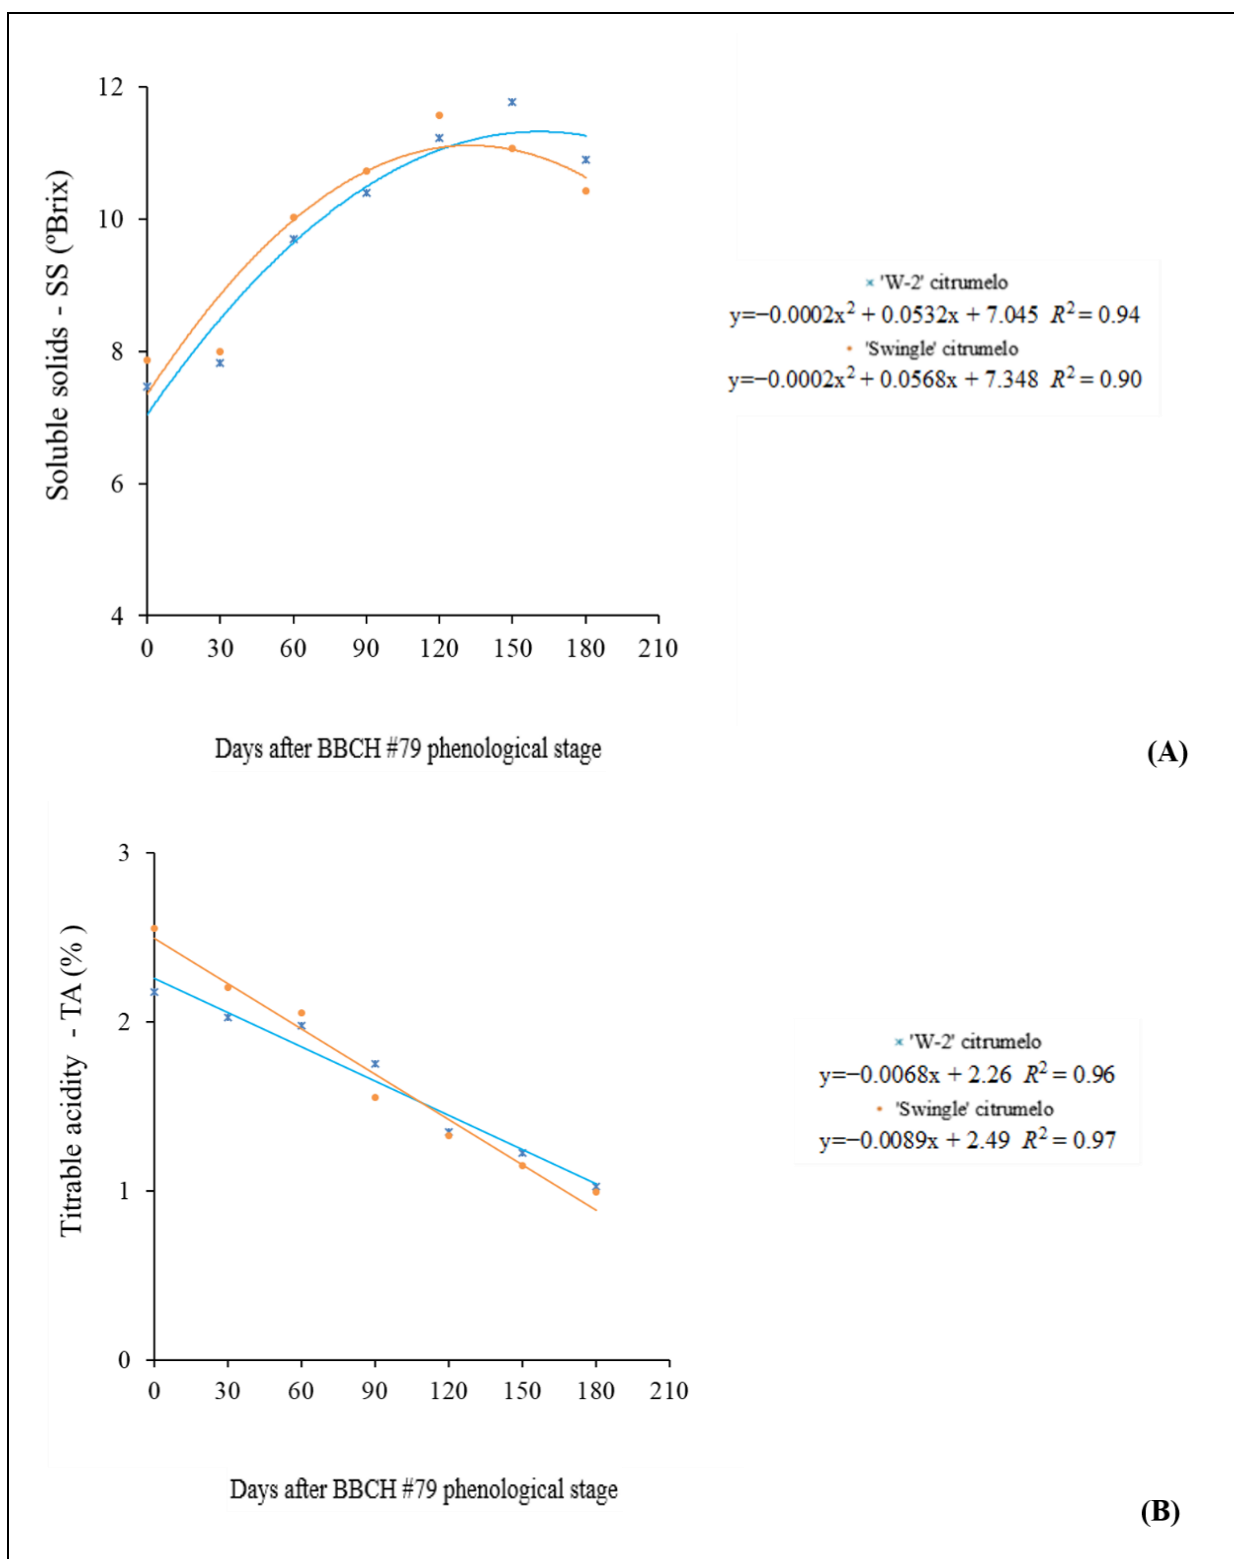 12
10
8
6
4
Soluble solids - SS (ºBrix)
0 30 60 90 120 150 180 210
Days after BBCH #79 phenological stage
'W-2' citrumelo
y=−0.0002x² + 0.0532x + 7.045 R² = 0.94
'Swingle' citrumelo
y=−0.0002x² + 0.0568x + 7.348 R² = 0.90
(A)
3
2
1
0
Titrable acidity - TA (% )
0 30 60 90 120 150 180 210
Days after BBCH #79 phenological stage
'W-2' citrumelo
y=−0.0068x + 2.26 R² = 0.96
'Swingle' citrumelo
y=−0.0089x + 2.49 R² = 0.97
(B)